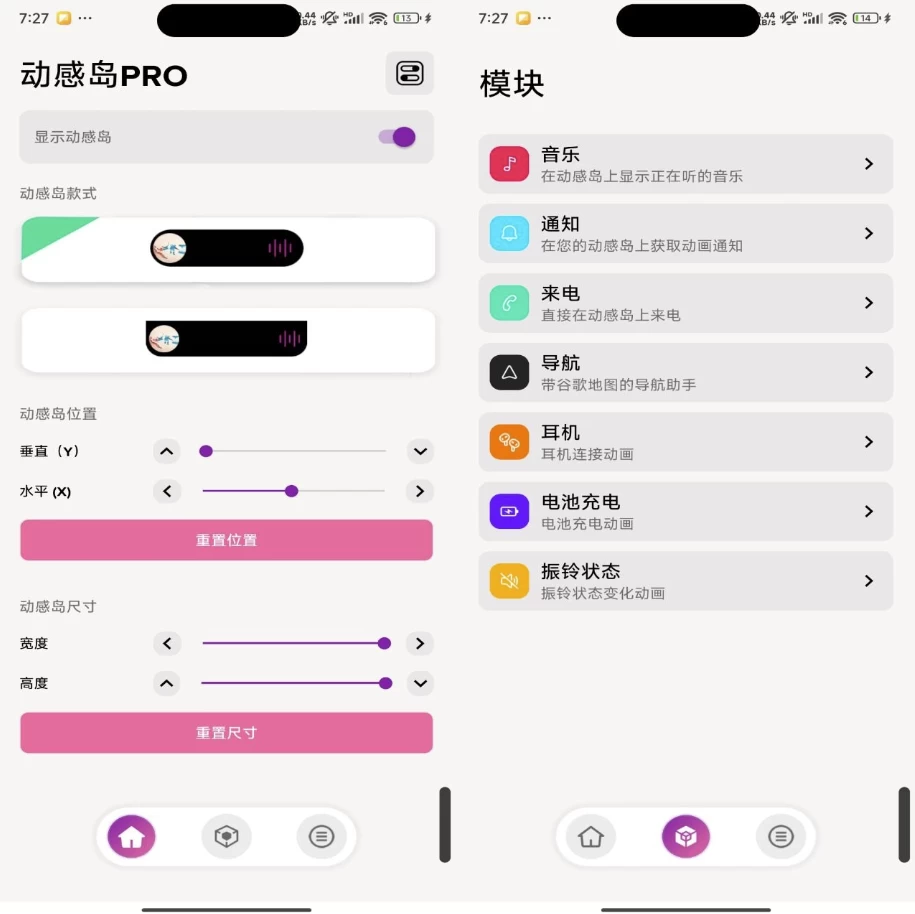 7:27
0.44
KB/s
HD
13
动感岛PRO
显示动感岛
动感岛款式
动感岛位置
垂直（Y）
水平 (X)
重置位置
动感岛尺寸
宽度
高度
重置尺寸
7:27
0.44
KB/s
HD
14
模块
音乐
在动感岛上显示正在听的音乐
通知
在您的动感岛上获取动画通知
来电
直接在动感岛上来电
导航
带谷歌地图的导航助手
耳机
耳机连接动画
电池充电
电池充电动画
振铃状态
振铃状态变化动画